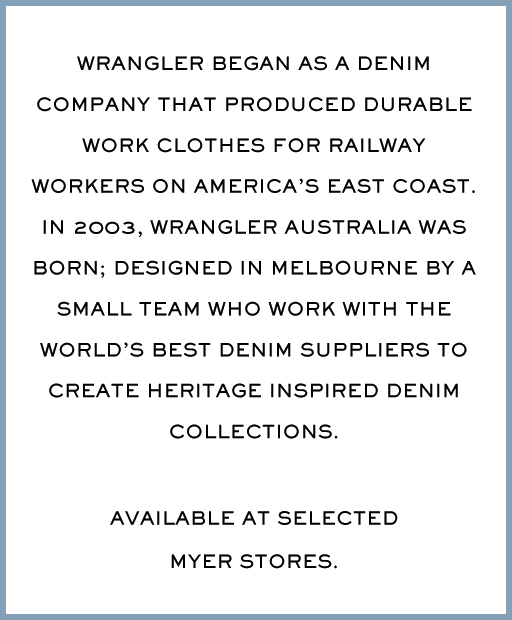 WRANGLER BEGAN AS A DENIM
COMPANY THAT PRODUCED DURABLE
WORK CLOTHES FOR RAILWAY
WORKERS ON AMERICA’S EAST COAST.
IN 2003, WRANGLER AUSTRALIA WAS
BORN; DESIGNED IN MELBOURNE BY A
SMALL TEAM WHO WORK WITH THE
WORLD’S BEST DENIM SUPPLIERS TO
CREATE HERITAGE INSPIRED DENIM
COLLECTIONS.
AVAILABLE AT SELECTED
MYER STORES.